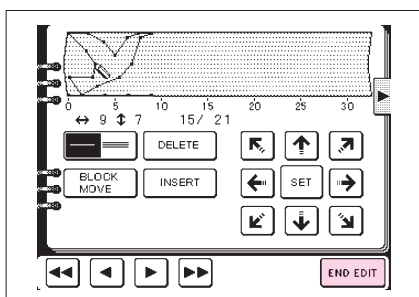 0 5 10 15 20 25 30
↔ 9 ↕ 7 15/ 21
DELETE
BLOCK
MOVE
INSERT
SET
END EDIT